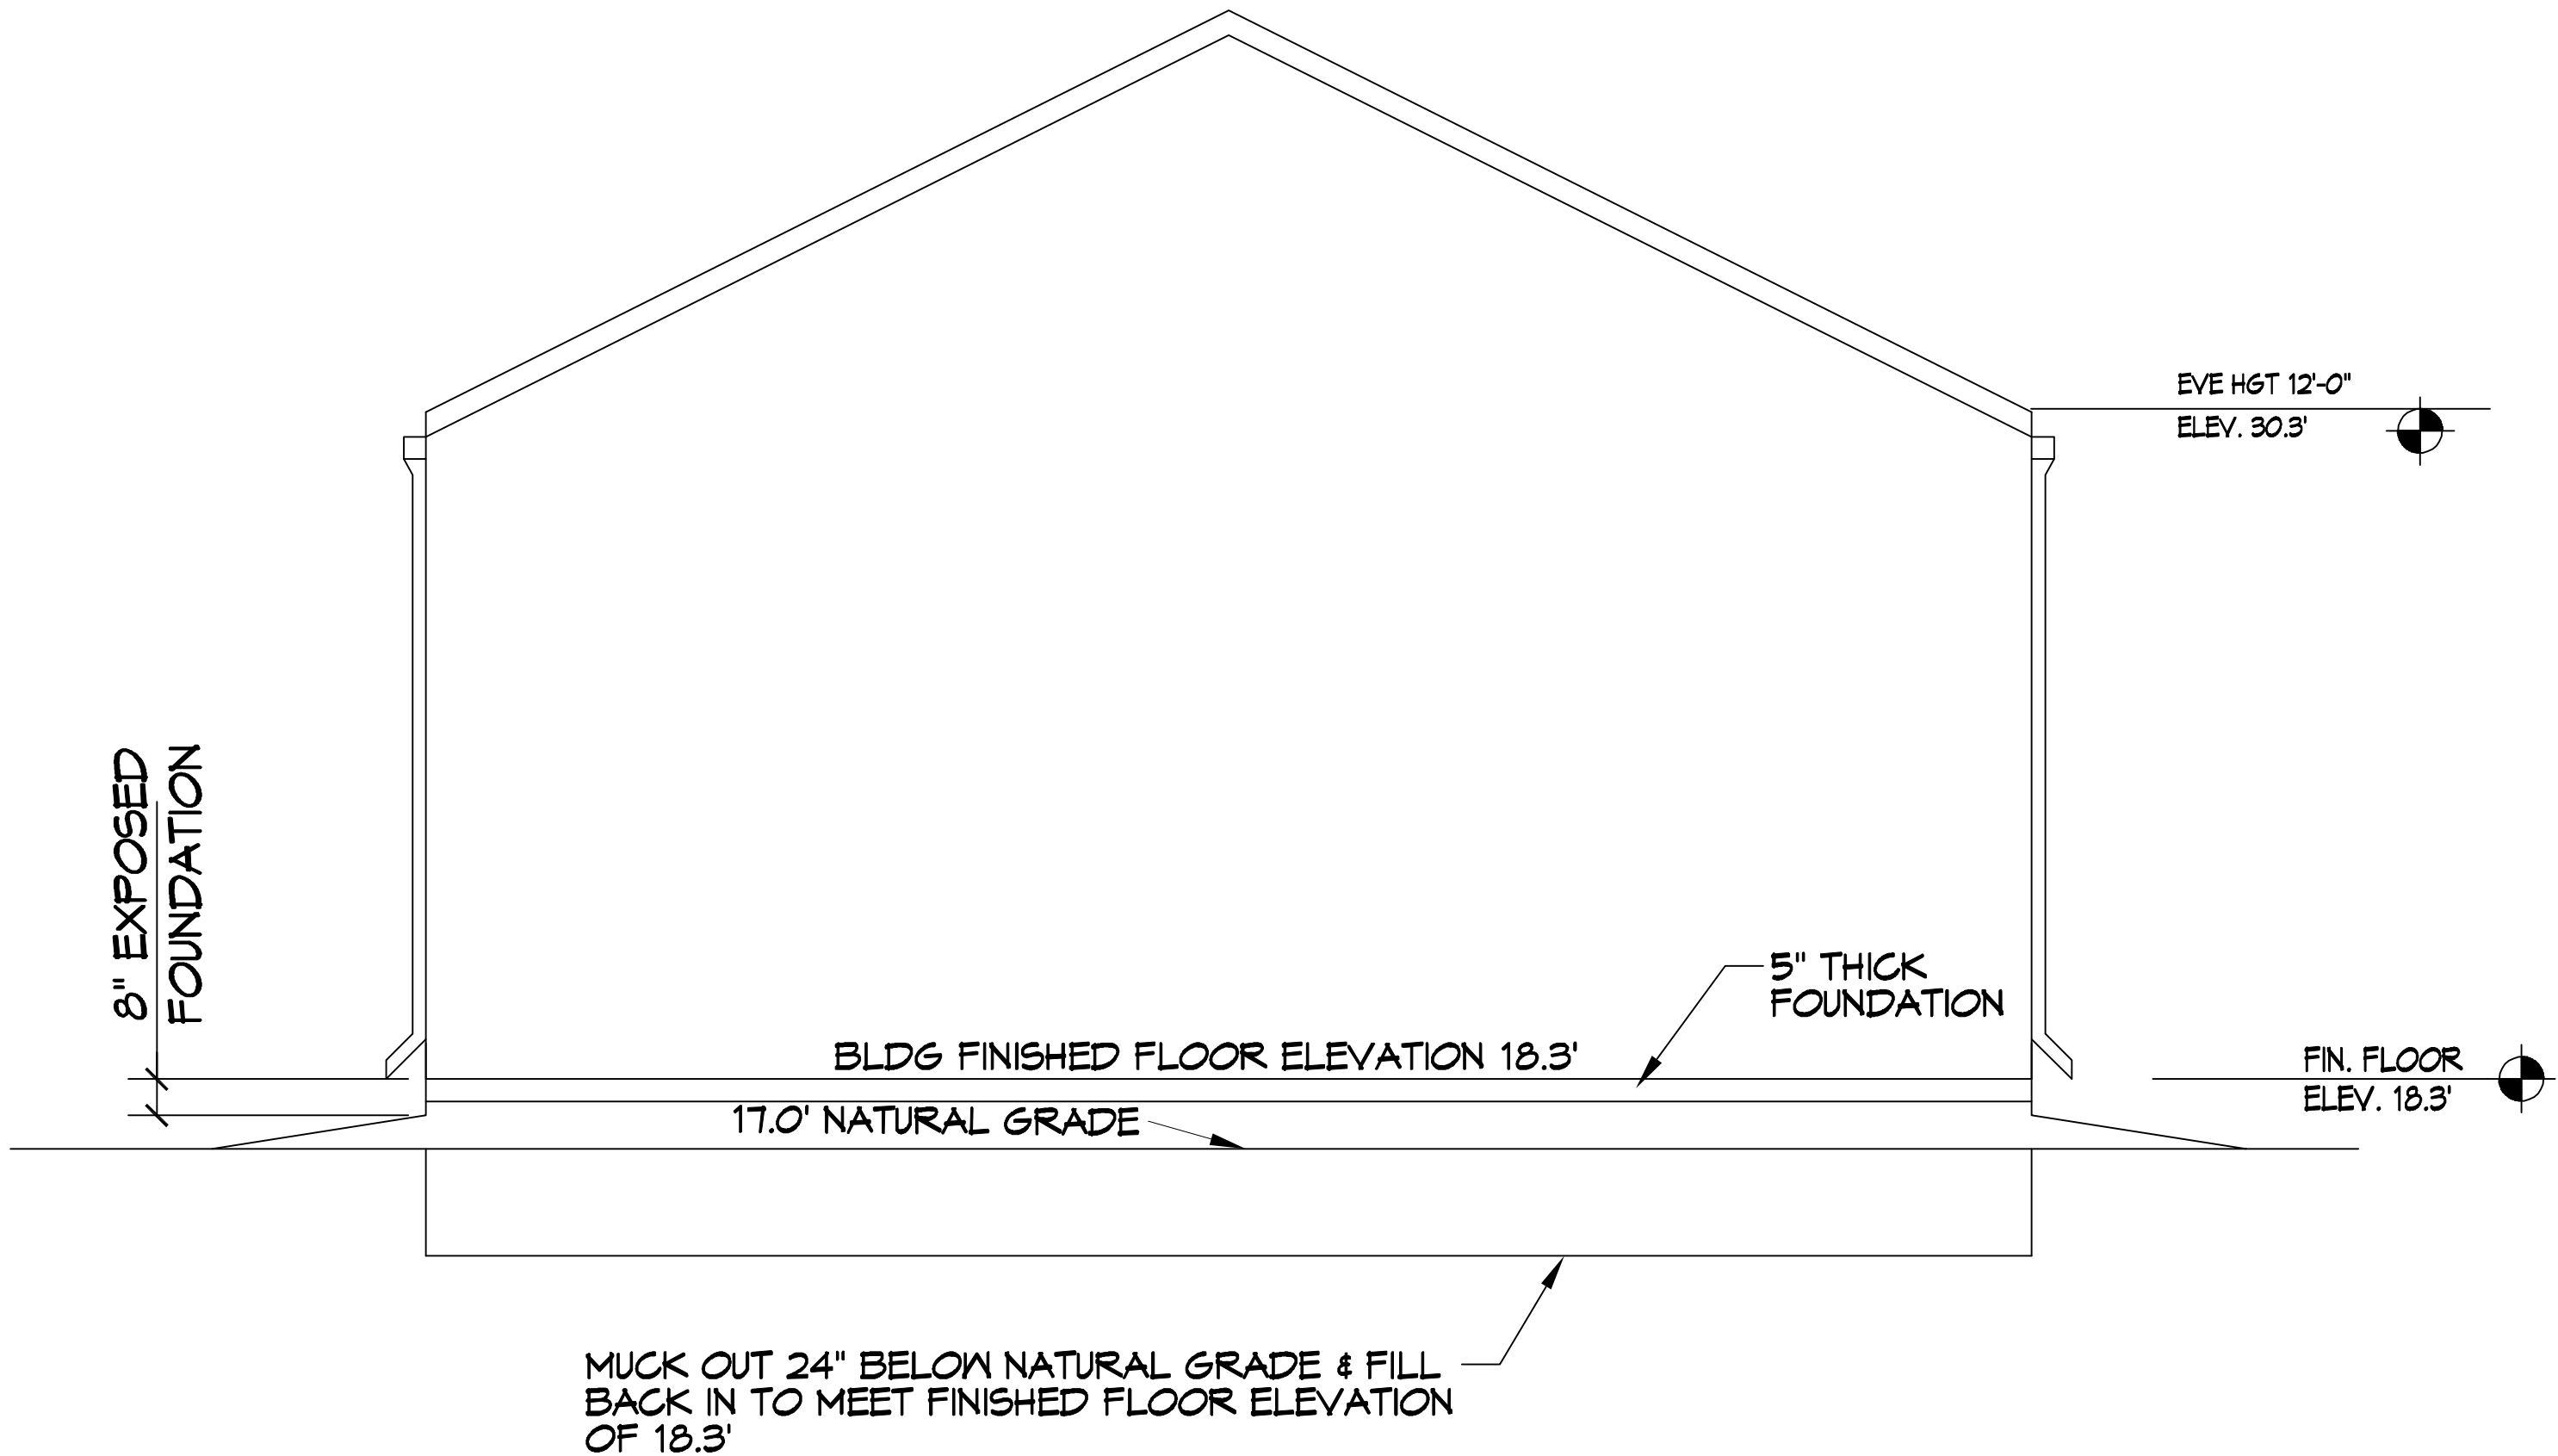 EVE HGT 12'-0"
ELEV. 30.3'
8" EXPOSED
FOUNDATION
5" THICK
FOUNDATION
BLDG FINISHED FLOOR ELEVATION 18.3'
FIN. FLOOR
ELEV. 18.3'
17.0' NATURAL GRADE
MUCK OUT 24" BELOW NATURAL GRADE & FILL
BACK IN TO MEET FINISHED FLOOR ELEVATION
OF 18.3'